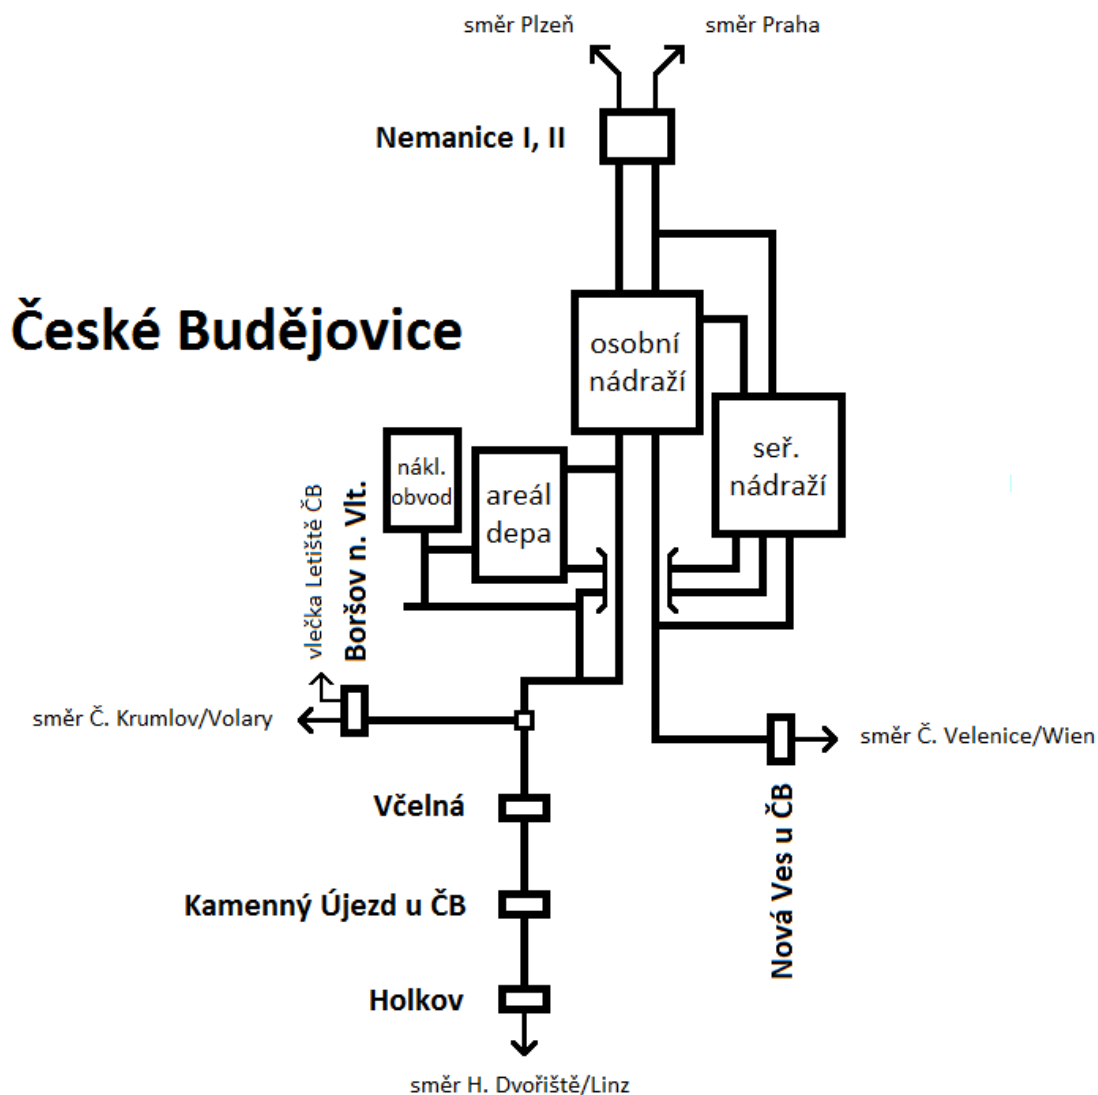 směr Plzeň
směr Praha
Nemanice I, II
České Budějovice
osobní
nádraží
seř.
nádraží
nákl.
obvod
areál
depa
vlečka Letiště ČB
Boršov n. Vlt.
směr Č. Krumlov/Volary
směr Č. Velenice/Wien
Včelná
Nová Ves u ČB
Kamenný Újezd u ČB
Holkov
směr H. Dvořiště/Linz